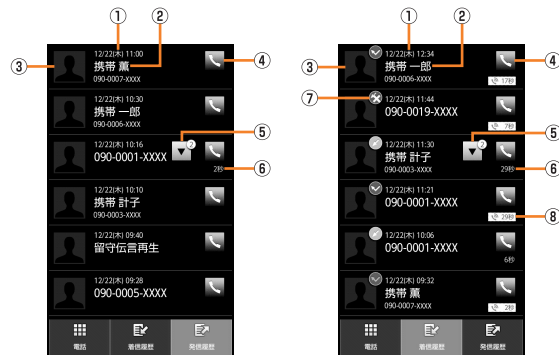 ① ②
12/22(木) 11:00
③ 携帯 薫 ④
090-0007-XXXX
12/22(木) 10:30
携帯 一郎
090-0006-XXXX
⑤
12/22(木) 10:16
090-0001-XXXX 2
2秒 ⑥
12/22(木) 10:10
携帯 計子
090-0003-XXXX
12/22(木) 09:40
留守伝言再生
12/22(木) 09:28
090-0005-XXXX
電話 着信履歴 発信履歴
① ②
12/22(木) 12:34
③ 携帯 一郎 ④
090-0006-XXXX
17秒
⑦ 12/22(木) 11:44
090-0019-XXXX
7秒
⑤
12/22(木) 11:30 2
携帯 計子
090-0003-XXXX 29秒 ⑥
12/22(木) 11:21
090-0001-XXXX
29秒 ⑧
12/22(木) 10:06
090-0001-XXXX
6秒
12/22(木) 09:32
携帯 薫
090-0007-XXXX 2秒
電話 着信履歴 発信履歴